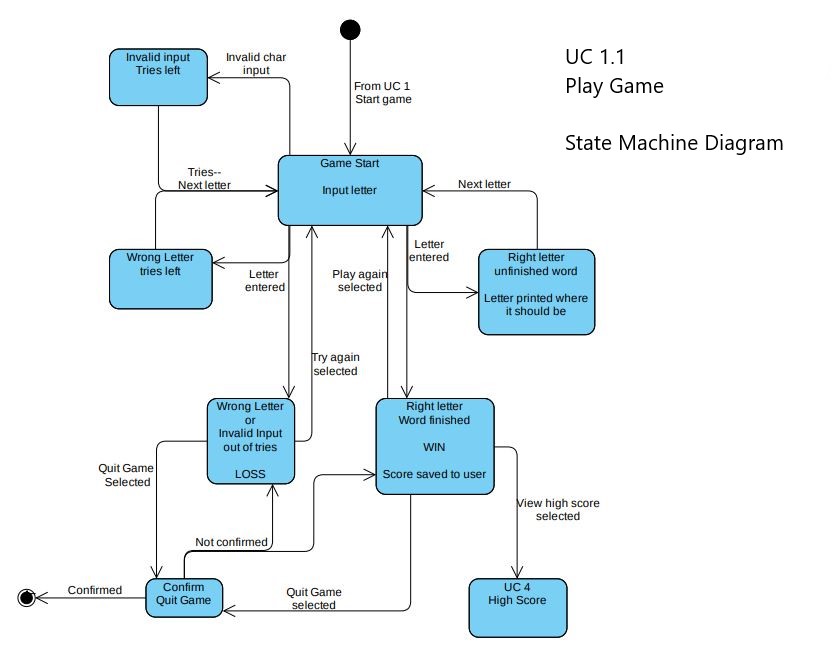 UC 1.1
Play Game
State Machine Diagram
Invalid input
Tries left
Invalid char
input
From UC 1
Start game
Game Start
Input letter
Tries--
Next letter
Next letter
Wrong Letter
tries left
Letter
entered
Play again
selected
Letter
entered
Right letter
unfinished word
Letter printed where
it should be
Try again
selected
Wrong Letter
or
Invalid Input
out of tries
LOSS
Right letter
Word finished
WIN
Score saved to user
Quit Game
Selected
View high score
selected
Not confirmed
Confirmed
Confirm
Quit Game
Quit Game
selected
UC 4
High Score